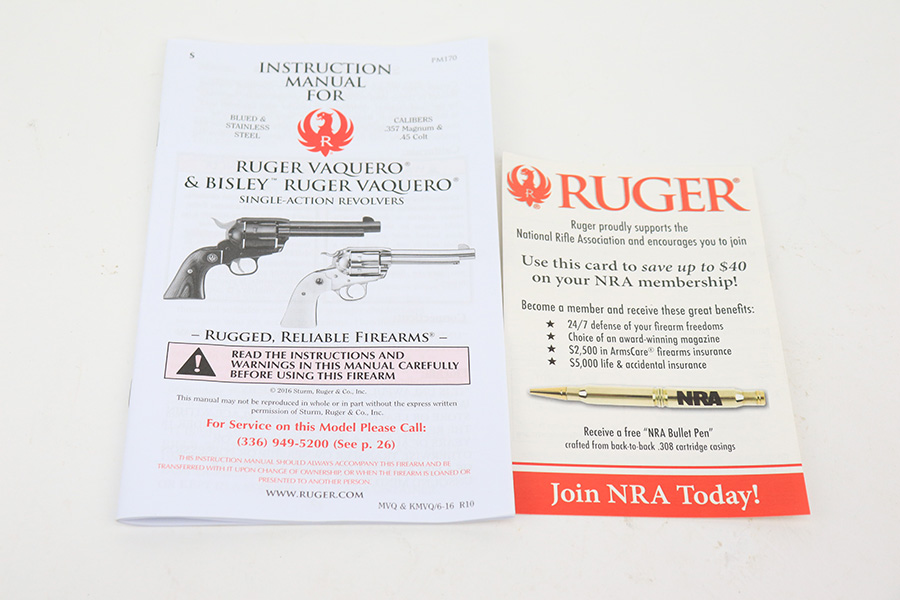 S
PM170
INSTRUCTION
MANUAL
FOR
BLUED &
STAINLESS
STEEL
R
CALIBERS
.357 Magnum &
.45 Colt
RUGER VAQUERO®
& BISLEY™ RUGER VAQUERO®
SINGLE-ACTION REVOLVERS
– RUGGED, RELIABLE FIREARMS® –
READ THE INSTRUCTIONS AND
WARNINGS IN THIS MANUAL CAREFULLY
BEFORE USING THIS FIREARM
© 2016 Sturm, Ruger & Co., Inc.
This manual may not be reproduced in whole or in part without the express written
permission of Sturm, Ruger & Co., Inc.
For Service on this Model Please Call:
(336) 949-5200 (See p. 26)
THIS INSTRUCTION MANUAL SHOULD ALWAYS ACCOMPANY THIS FIREARM AND BE
TRANSFERRED WITH IT UPON CHANGE OF OWNERSHIP, OR WHEN THE FIREARM IS LOANED OR
PRESENTED TO ANOTHER PERSON.
WWW.RUGER.COM
MVQ & KMVQ/6-16 R10
R
RUGER®
Ruger proudly supports the
National Rifle Association and encourages you to join
Use this card to save up to $40
on your NRA membership!
Become a member and receive these great benefits:
★ 24/7 defense of your firearm freedoms
★ Choice of an award-winning magazine
★ $2,500 in ArmsCare® firearms insurance
★ $5,000 life & accidental insurance
NRA
Receive a free "NRA Bullet Pen"
crafted from back-to-back .308 cartridge casings
Join NRA Today!